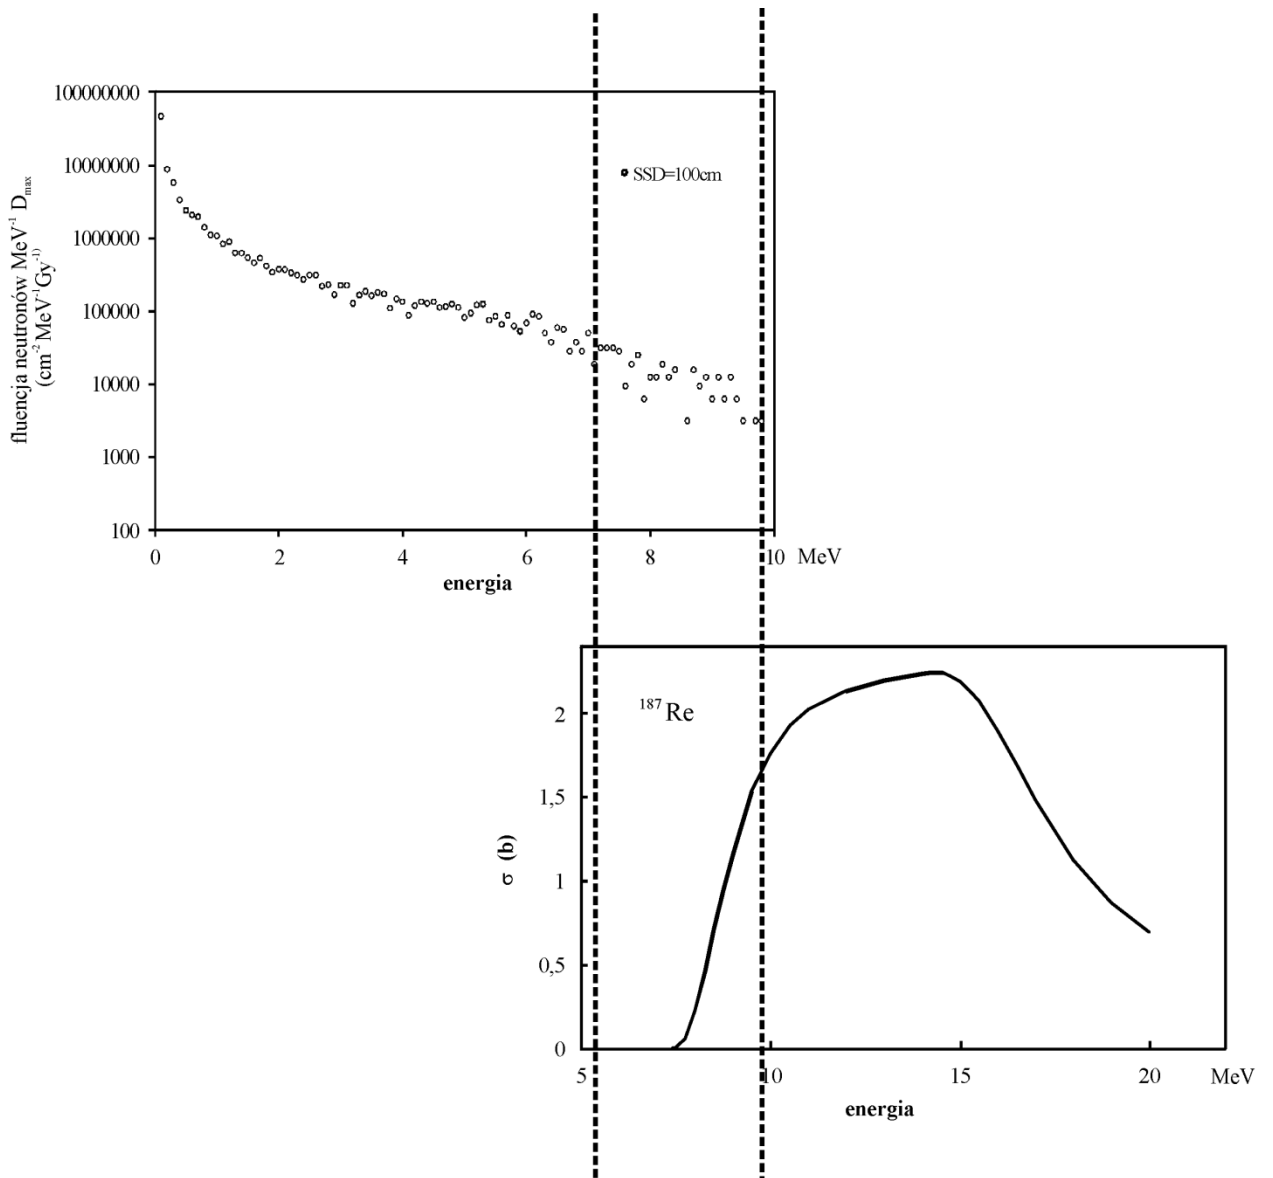 fluencja neutronów MeV⁻¹ D_max
(cm⁻² MeV⁻¹Gy⁻¹)
100000000
10000000
1000000
100000
10000
1000
100
SSD=100cm
0 2 4 6 8 10 MeV
energia
¹⁸⁷Re
σ (b)
2
1,5
1
0,5
0
5 10 15 20 MeV
energia